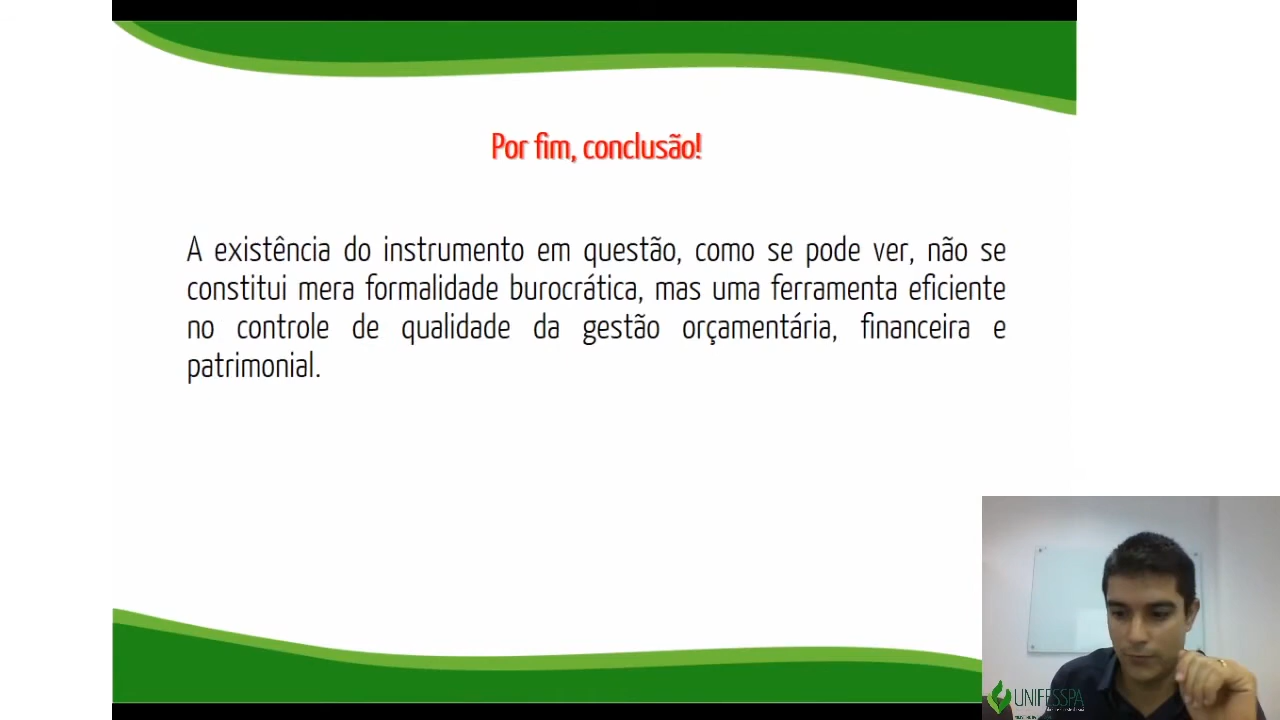 Por fim, conclusão!
A existência do instrumento em questão, como se pode ver, não se
constitui mera formalidade burocrática, mas uma ferramenta eficiente
no controle de qualidade da gestão orçamentária, financeira e
patrimonial.
UNIFESSPA